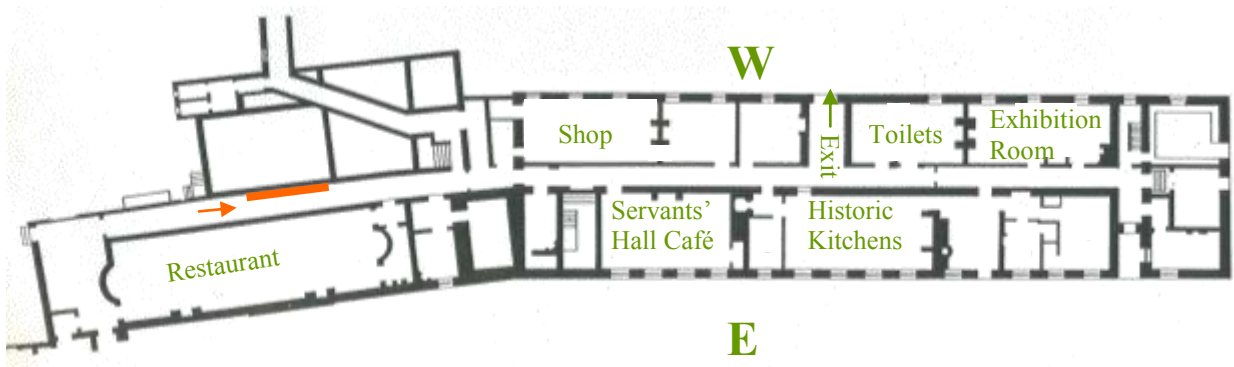 W
Shop
Exit
Toilets
Exhibition
Room
Servants'
Hall Café
Historic
Kitchens
Restaurant
E